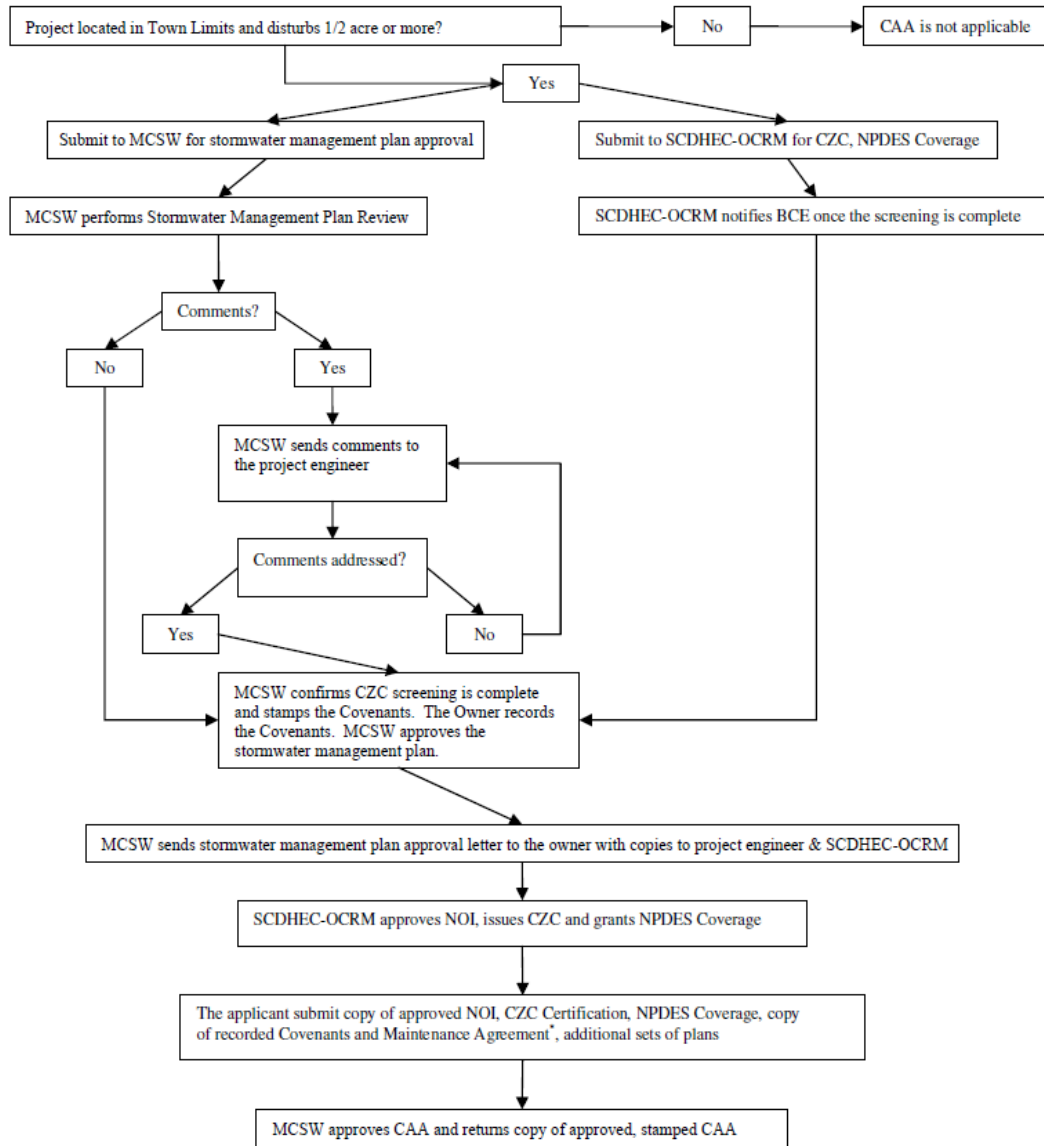 Project located in Town Limits and disturbs 1/2 acre or more?
No
CAA is not applicable
Yes
Submit to MCSW for stormwater management plan approval
Submit to SCDHEC-OCRM for CZC, NPDES Coverage
MCSW performs Stormwater Management Plan Review
SCDHEC-OCRM notifies BCE once the screening is complete
Comments?
No
Yes
MCSW sends comments to
the project engineer
Comments addressed?
Yes
No
MCSW confirms CZC screening is complete
and stamps the Covenants. The Owner records
the Covenants. MCSW approves the
stormwater management plan.
MCSW sends stormwater management plan approval letter to the owner with copies to project engineer & SCDHEC-OCRM
SCDHEC-OCRM approves NOI, issues CZC and grants NPDES Coverage
The applicant submit copy of approved NOI, CZC Certification, NPDES Coverage, copy
of recorded Covenants and Maintenance Agreement*, additional sets of plans
MCSW approves CAA and returns copy of approved, stamped CAA